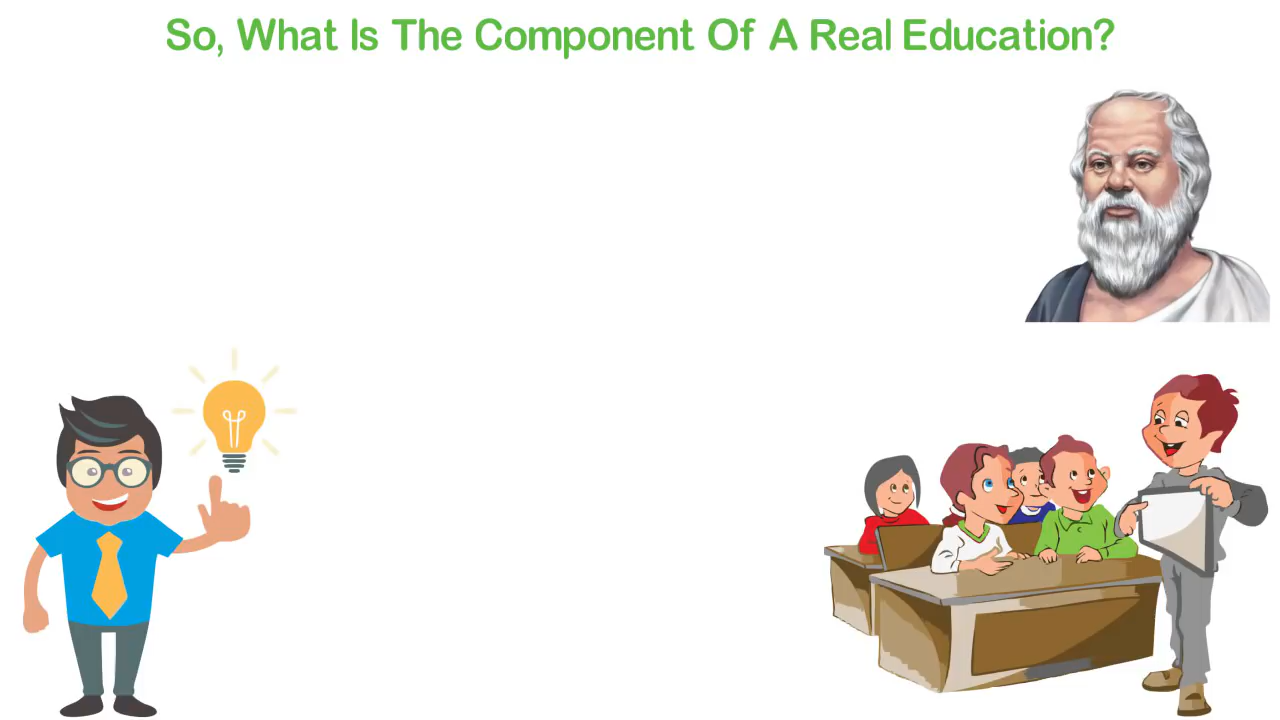 So, What Is The Component Of A Real Education?